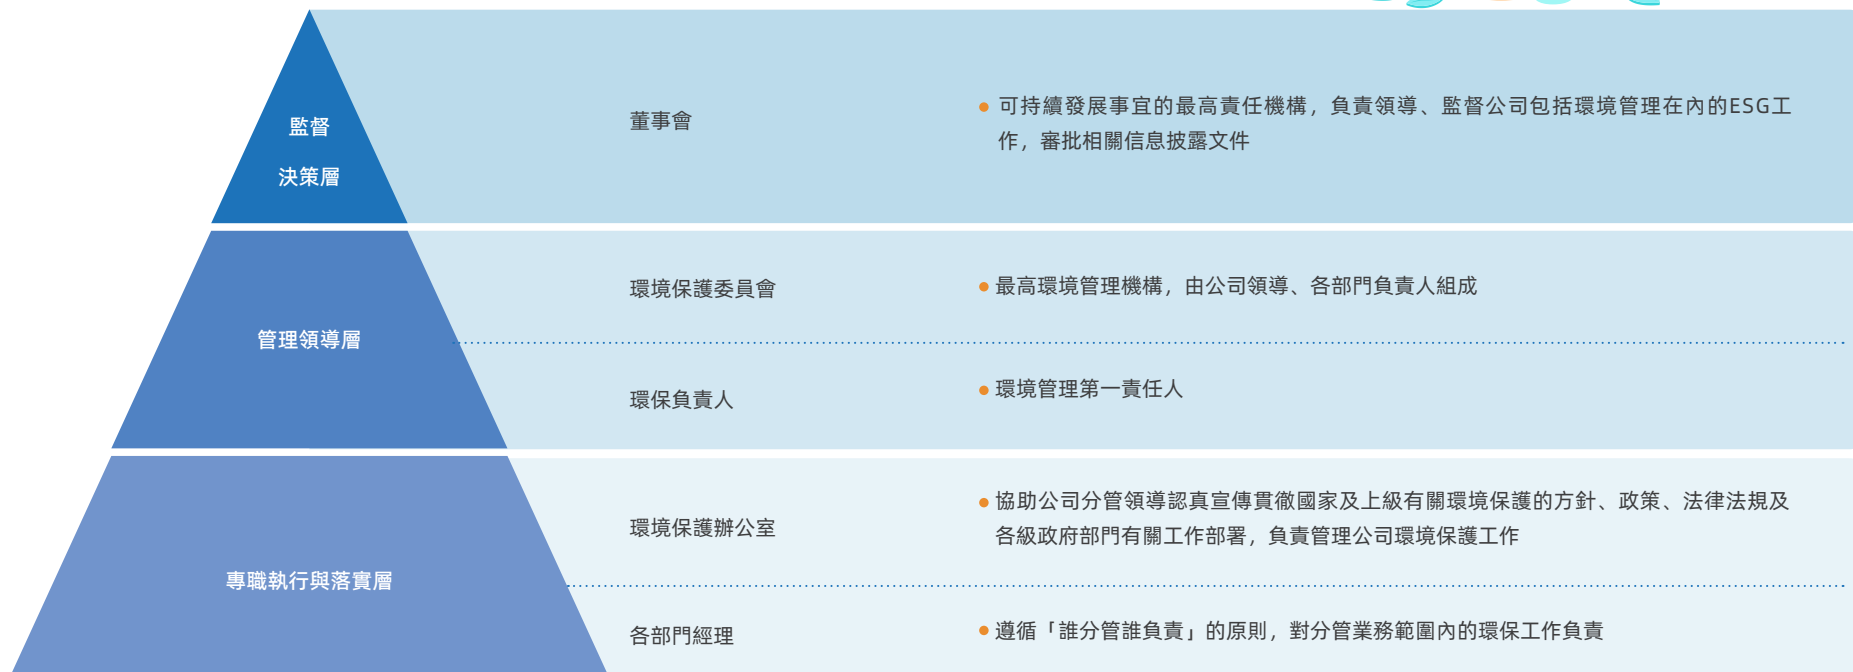 監督
決策層
董事會
可持續發展事宜的最高責任機構，負責領導、監督公司包括環境管理在內的ESG工
作，審批相關信息披露文件
管理領導層
環境保護委員會
最高環境管理機構，由公司領導、各部門負責人組成
環保負責人
環境管理第一責任人
專職執行與落實層
環境保護辦公室
協助公司分管領導認真宣傳貫徹國家及上級有關環境保護的方針、政策、法律法規及
各級政府部門有關工作部署，負責管理公司環境保護工作
各部門經理
遵循「誰分管誰負責」的原則，對分管業務範圍內的環保工作負責